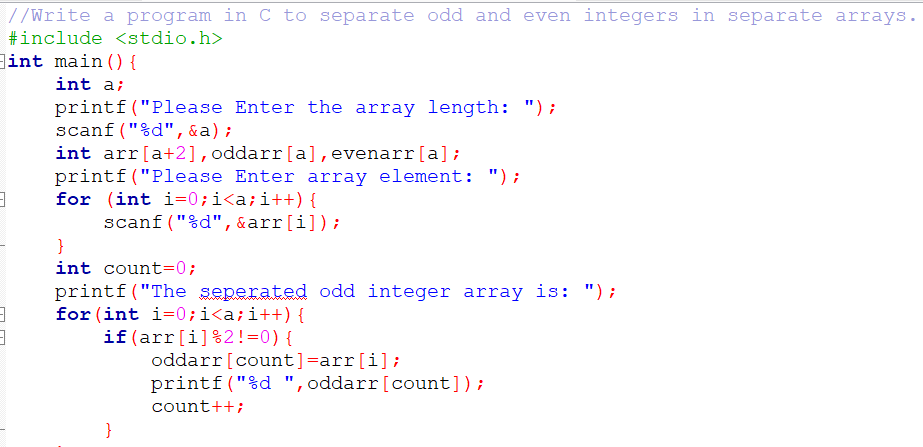 //Write a program in C to separate odd and even integers in separate arrays.
#include <stdio.h>
int main(){
    int a;
    printf("Please Enter the array length: ");
    scanf("%d",&a);
    int arr[a+2],oddarr[a],evenarr[a];
    printf("Please Enter array element: ");
    for (int i=0;i<a;i++){
        scanf("%d",&arr[i]);
    }
    int count=0;
    printf("The seperated odd integer array is: ");
    for(int i=0;i<a;i++){
        if(arr[i]%2!=0){
            oddarr[count]=arr[i];
            printf("%d ",oddarr[count]);
            count++;
        }